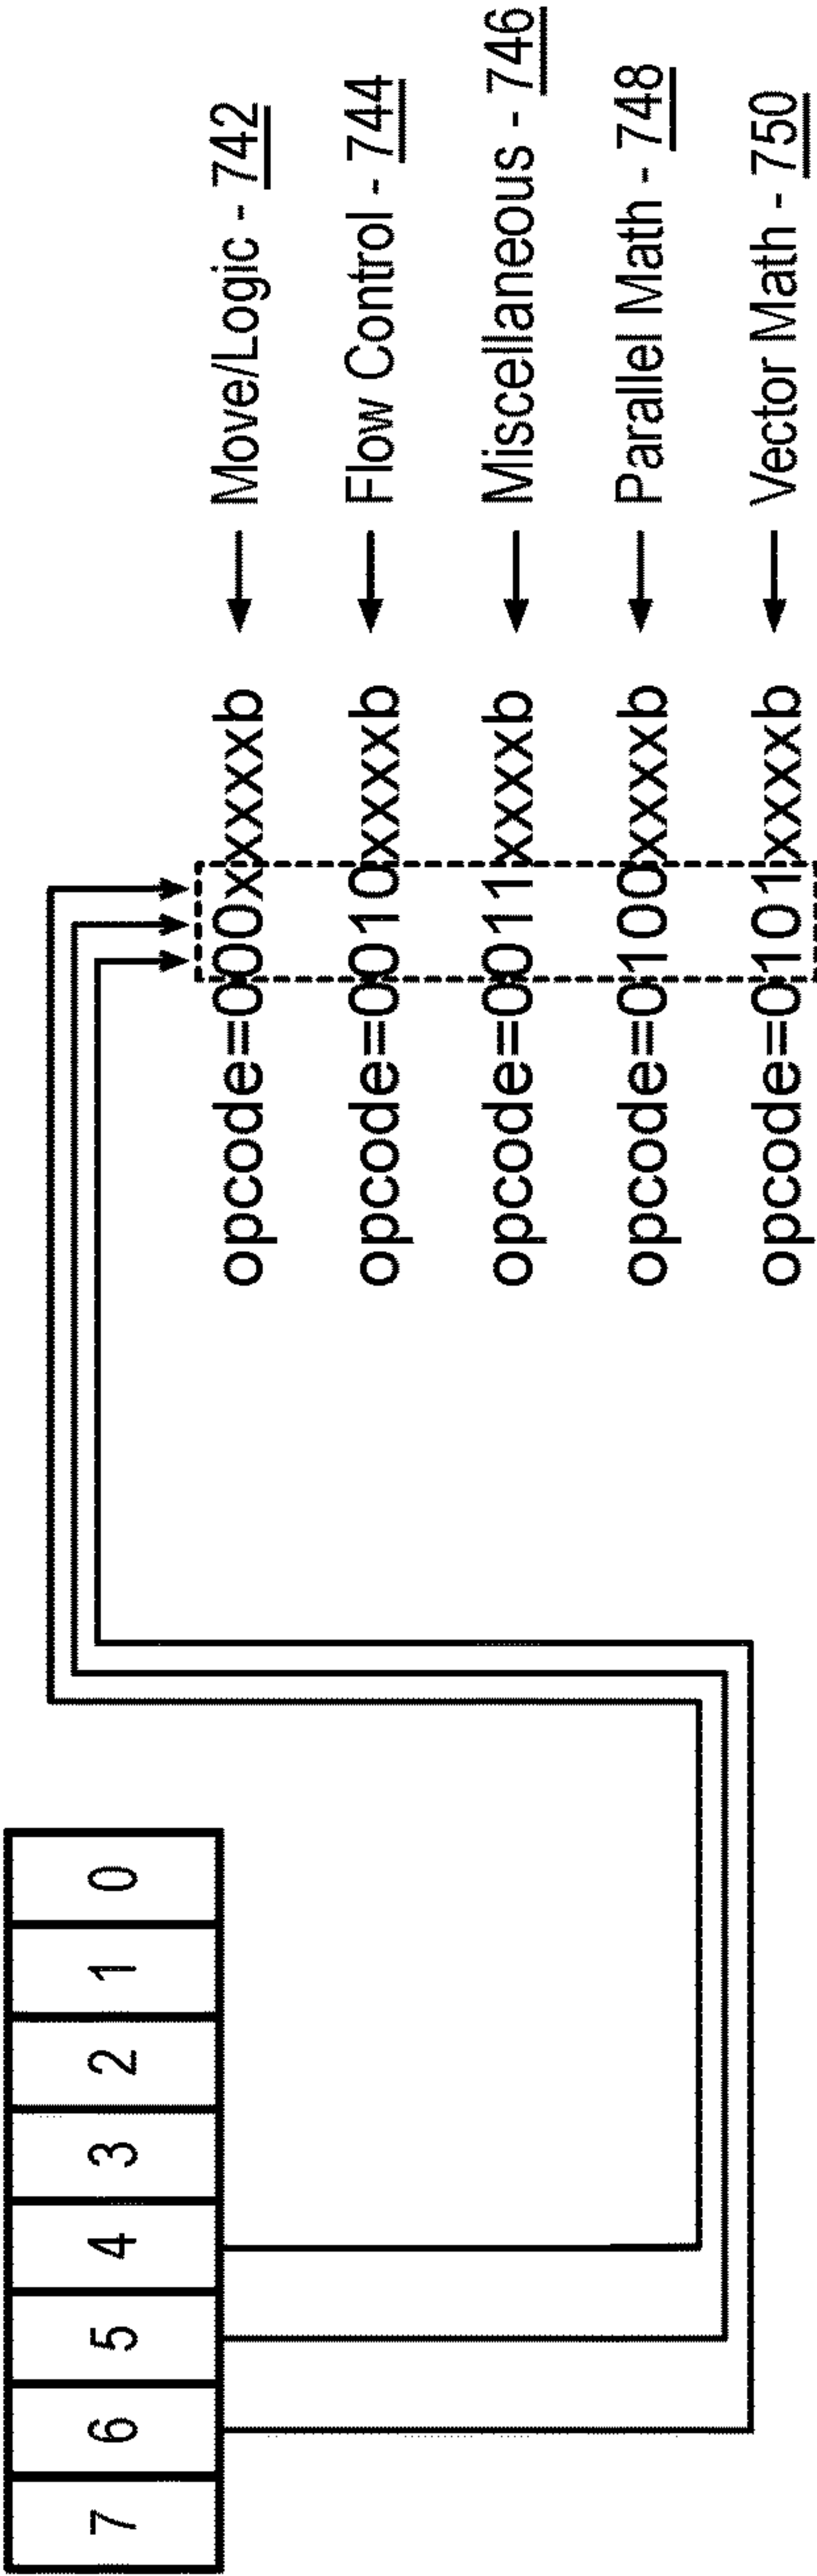 7 6 5 4 3 2 1 0
opcode=000xxxxxb Move/Logic - 742
opcode=0010xxxxb Flow Control - 744
opcode=0011xxxxb Miscellaneous - 746
opcode=0100xxxxb Parallel Math - 748
opcode=0101xxxxb Vector Math - 750